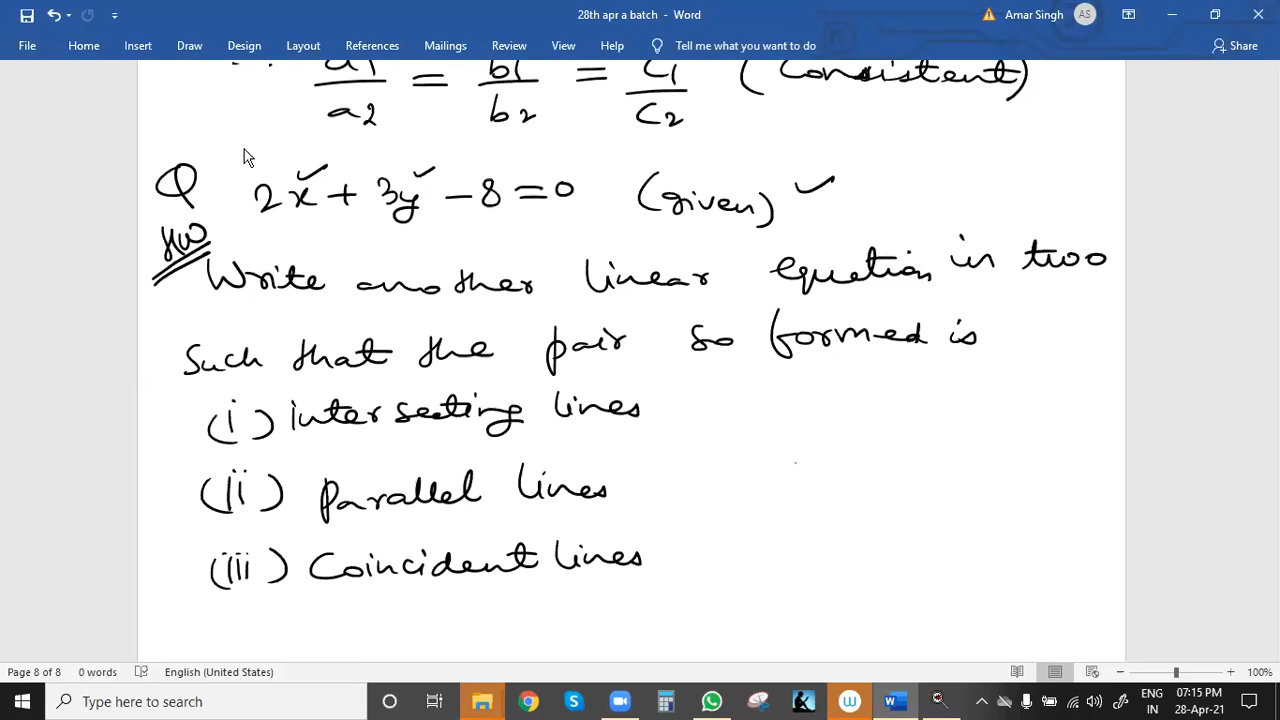 28th apr a batch - Word
Amar Singh AS
File Home Insert Draw Design Layout References Mailings Review View Help Tell me what you want to do Share
a1/a2 = b1/b2 = c1/c2 (Consistent)
Q 2x + 3y - 8 = 0 (given)
HW
Write another linear equation in two
Such that the pair so formed is
(i) intersecting lines
(ii) parallel lines
(iii) Coincident lines
Page 8 of 8 0 words English (United States) 100%
Type here to search
ENG
IN
07:15 PM
28-Apr-21